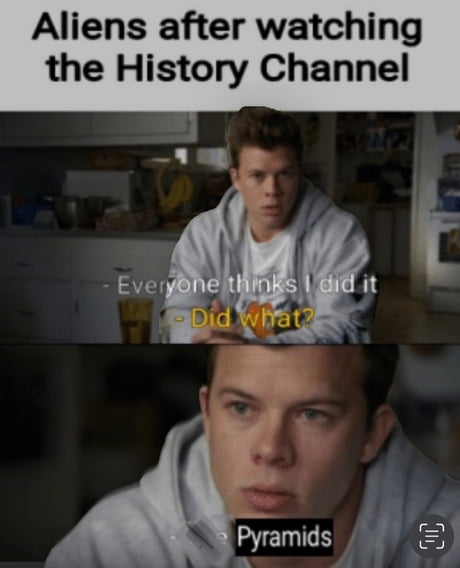 Aliens after watching
the History Channel
- Everyone thinks I did it
- Did what?
Pyramids